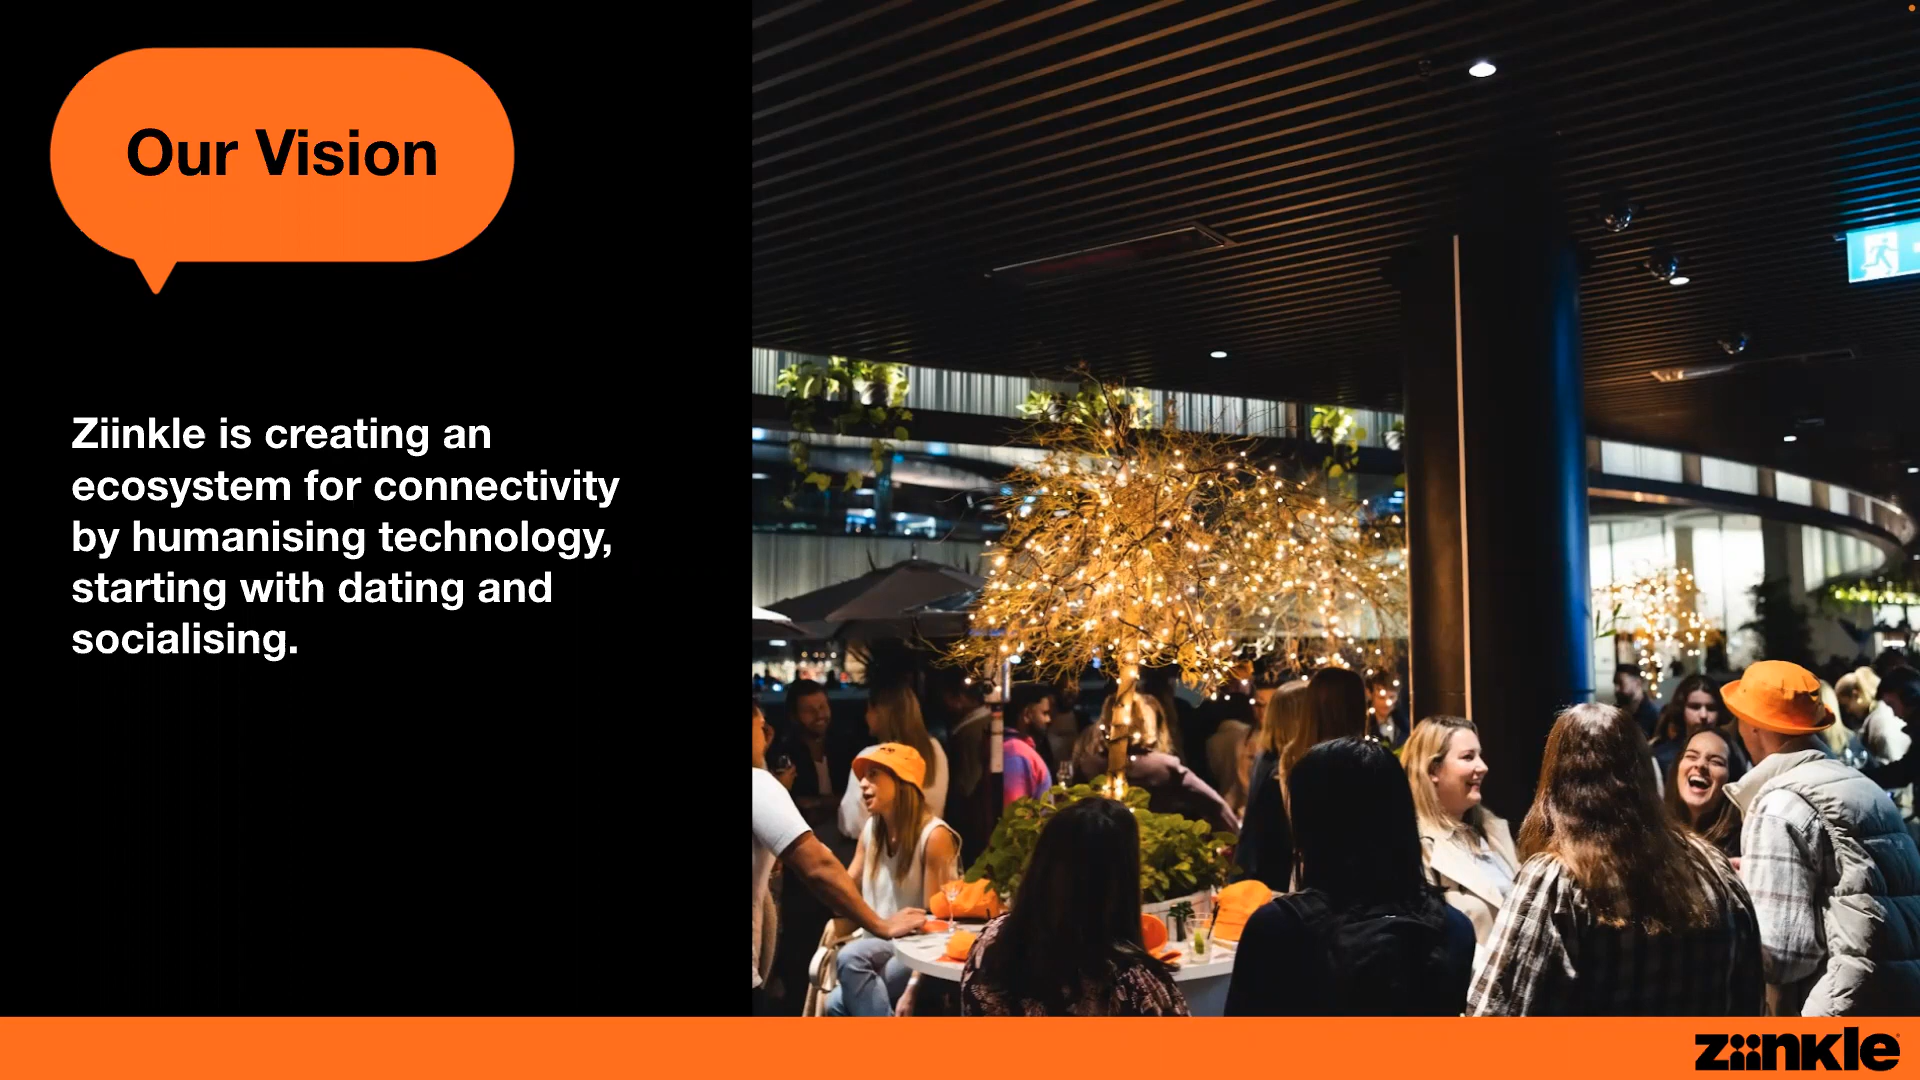 Our Vision
Ziinkle is creating an
ecosystem for connectivity
by humanising technology,
starting with dating and
socialising.
ziinkle